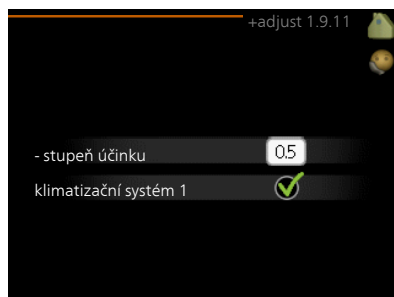 +adjust 1.9.11
- stupeň účinku 0.5
klimatizační systém 1